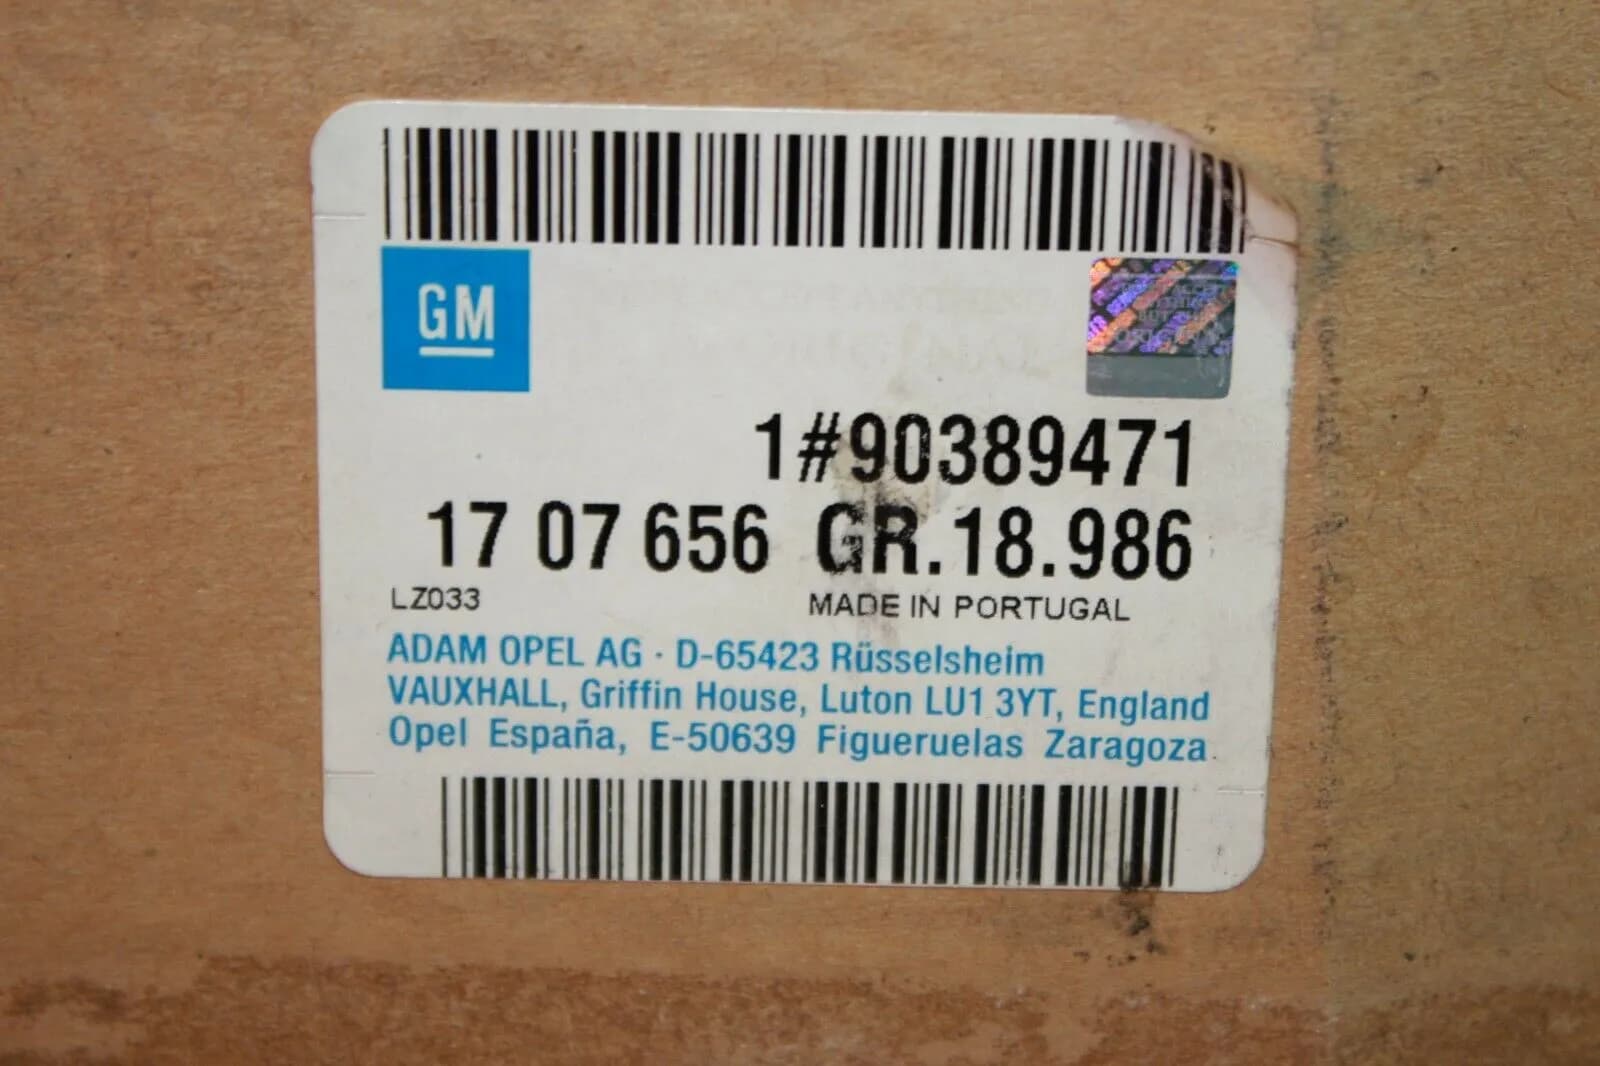 GM
1#90389471
17 07 656 GR.18.986
LZ033 MADE IN PORTUGAL
ADAM OPEL AG · D-65423 Rüsselsheim
VAUXHALL, Griffin House, Luton LU1 3YT, England
Opel España, E-50639 Figueruelas Zaragoza